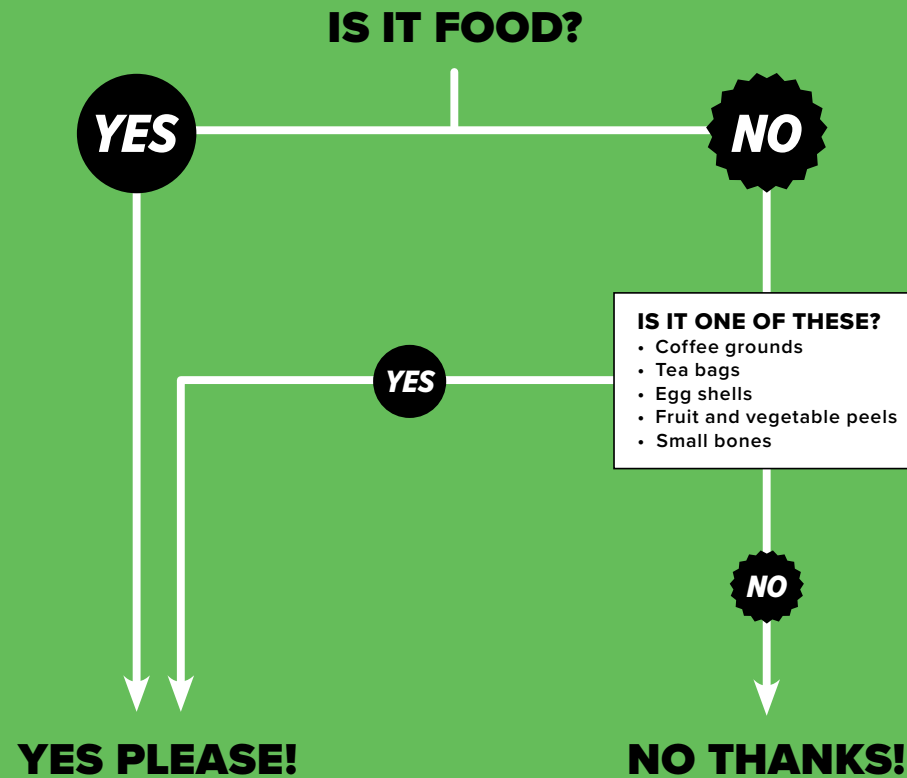 IS IT FOOD?
YES
NO
IS IT ONE OF THESE?
• Coffee grounds
• Tea bags
• Egg shells
• Fruit and vegetable peels
• Small bones
YES
NO
YES PLEASE!
NO THANKS!